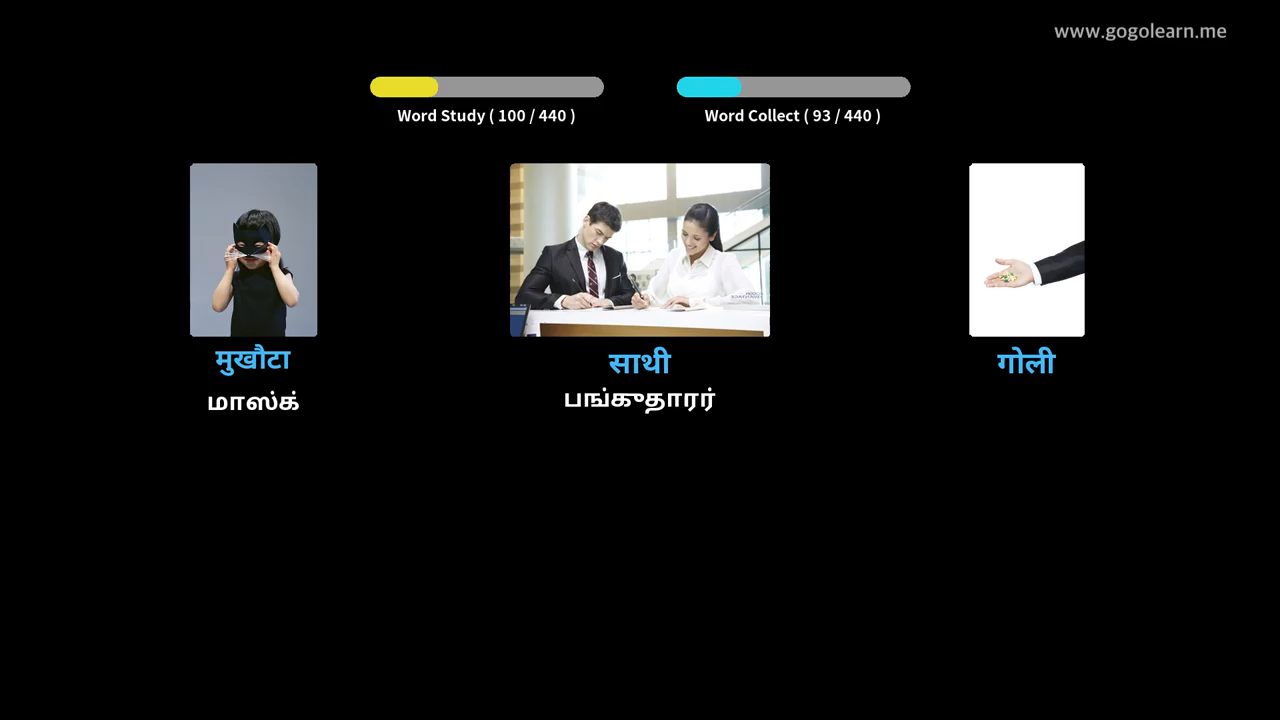 www.gogolearn.me
Word Study ( 100 / 440 )
Word Collect ( 93 / 440 )
मुखौटा
साथी
गोली
மாஸ்க்
பங்குதாரர்